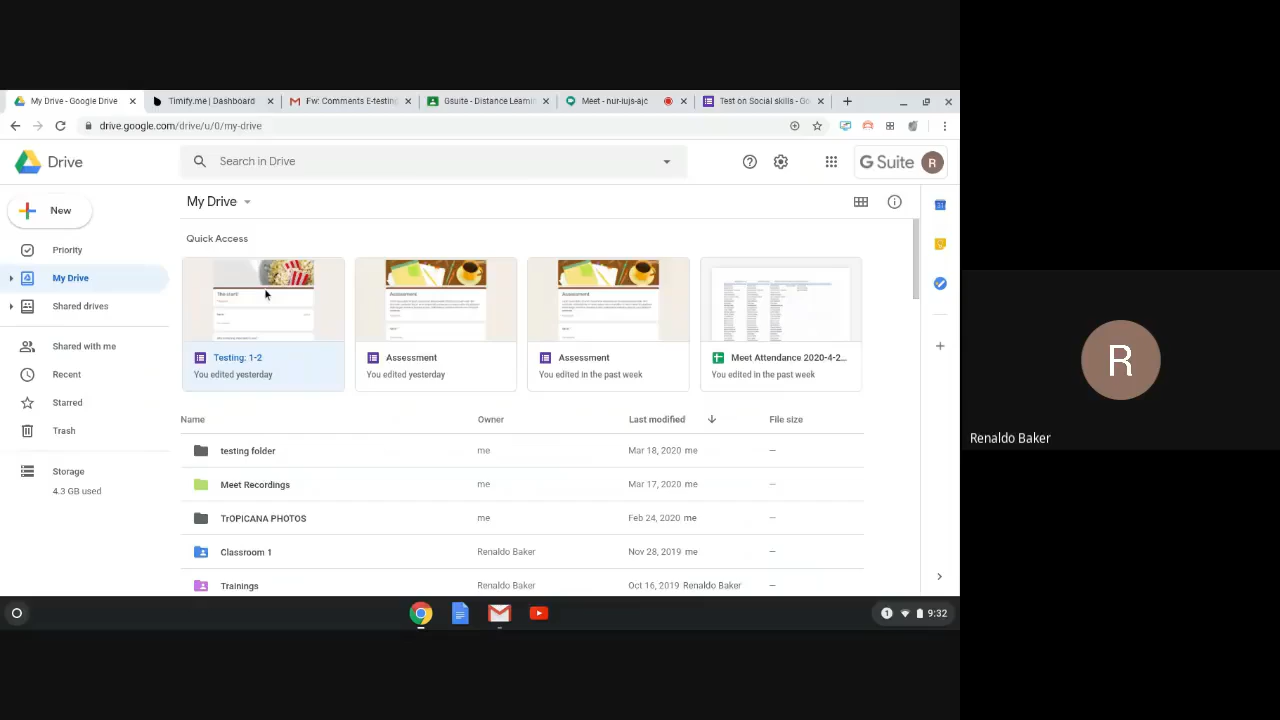 My Drive - Google Drive
Timify.me | Dashboard
Fw: Comments E-testing
Gsuite - Distance Learnin
Meet - nur-iujs-ajc
Test on Social skills - Go
drive.google.com/drive/u/0/my-drive
Drive
Search in Drive
G Suite
R
New
My Drive
Priority
Quick Access
My Drive
Shared drives
Testing: 1-2
Assessment
Assessment
Meet Attendance 2020-4-2...
Shared with me
You edited yesterday
You edited yesterday
You edited in the past week
You edited in the past week
Recent
Starred
Trash
Storage
4.3 GB used
Name
Owner
Last modified
File size
testing folder
me
Mar 18, 2020 me
—
Meet Recordings
me
Mar 17, 2020 me
—
TrOPICANA PHOTOS
me
Feb 24, 2020 me
—
Classroom 1
Renaldo Baker
Nov 28, 2019 me
—
Trainings
Renaldo Baker
Oct 16, 2019 Renaldo Baker
—
1
9:32
R
Renaldo Baker